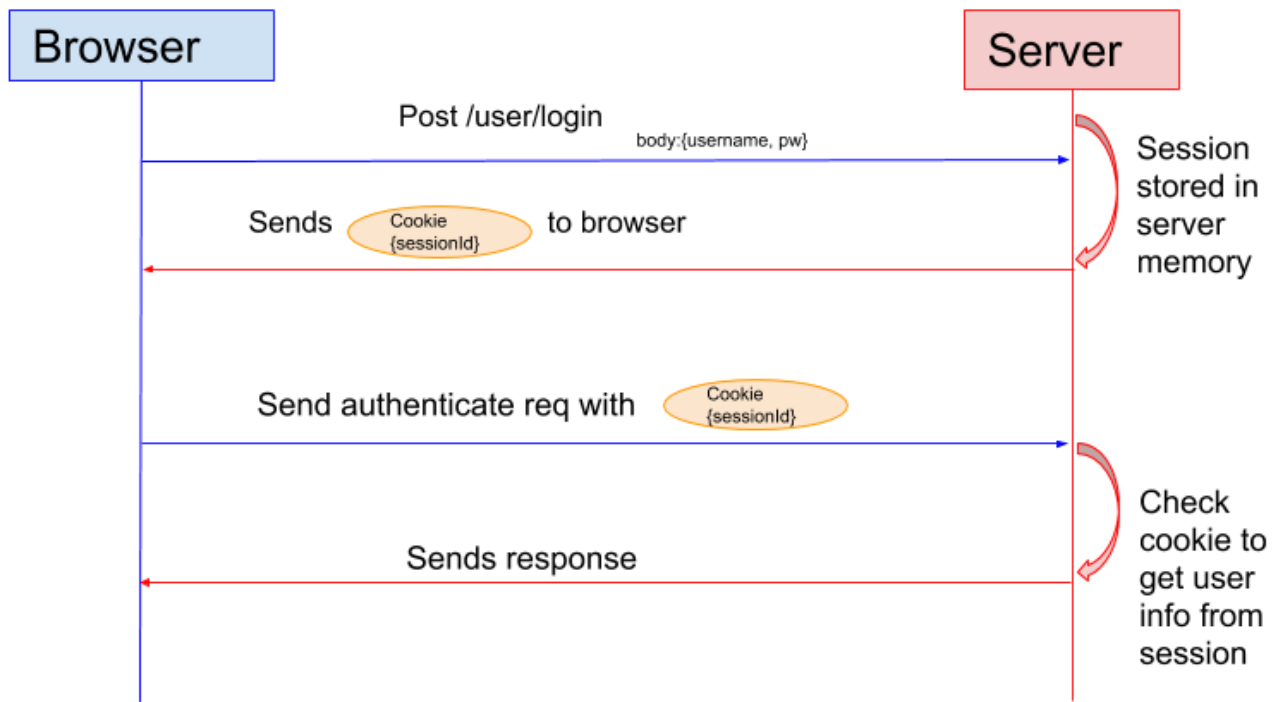 Browser
Server
Post /user/login
body:{username, pw}
Session
stored in
server
memory
Sends
Cookie
{sessionId}
to browser
Send authenticate req with
Cookie
{sessionId}
Check
cookie to
get user
info from
session
Sends response